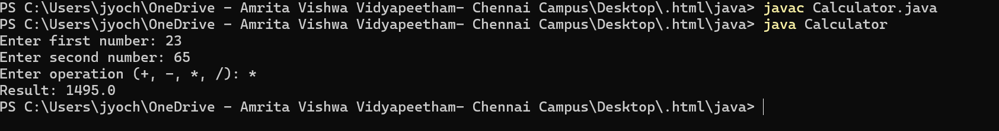 PS C:\Users\jyoch\OneDrive - Amrita Vishwa Vidyapeetham- Chennai Campus\Desktop\.html\java> javac Calculator.java
PS C:\Users\jyoch\OneDrive - Amrita Vishwa Vidyapeetham- Chennai Campus\Desktop\.html\java> java Calculator
Enter first number: 23
Enter second number: 65
Enter operation (+, -, *, /): *
Result: 1495.0
PS C:\Users\jyoch\OneDrive - Amrita Vishwa Vidyapeetham- Chennai Campus\Desktop\.html\java>